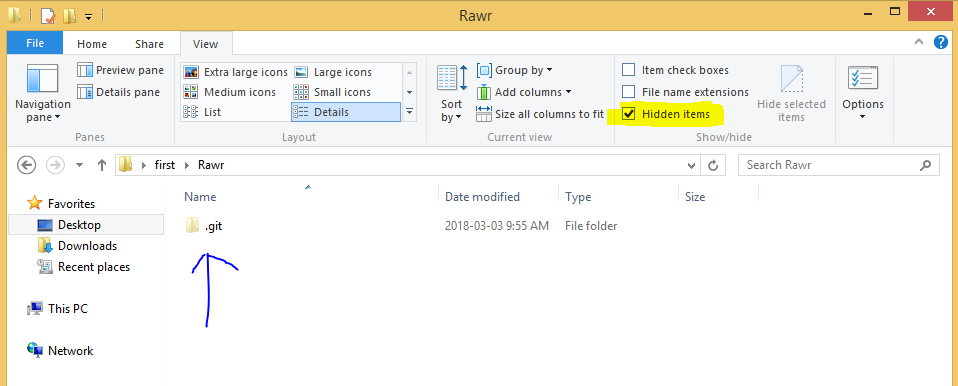 Rawr
File Home Share View
Navigation pane
Preview pane
Details pane
Panes
Extra large icons Large icons
Medium icons Small icons
List Details
Layout
Sort by
Group by
Add columns
Size all columns to fit
Current view
Item check boxes
File name extensions
Hidden items
Hide selected items
Show/hide
Options
first Rawr
Search Rawr
Favorites
Desktop
Downloads
Recent places
This PC
Network
Name Date modified Type Size
.git 2018-03-03 9:55 AM File folder